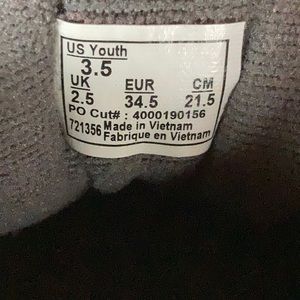 US Youth
3.5
UK EUR CM
2.5 34.5 21.5
PO Cut# : 4000190156
721356 Made in Vietnam
Fabrique en Vietnam